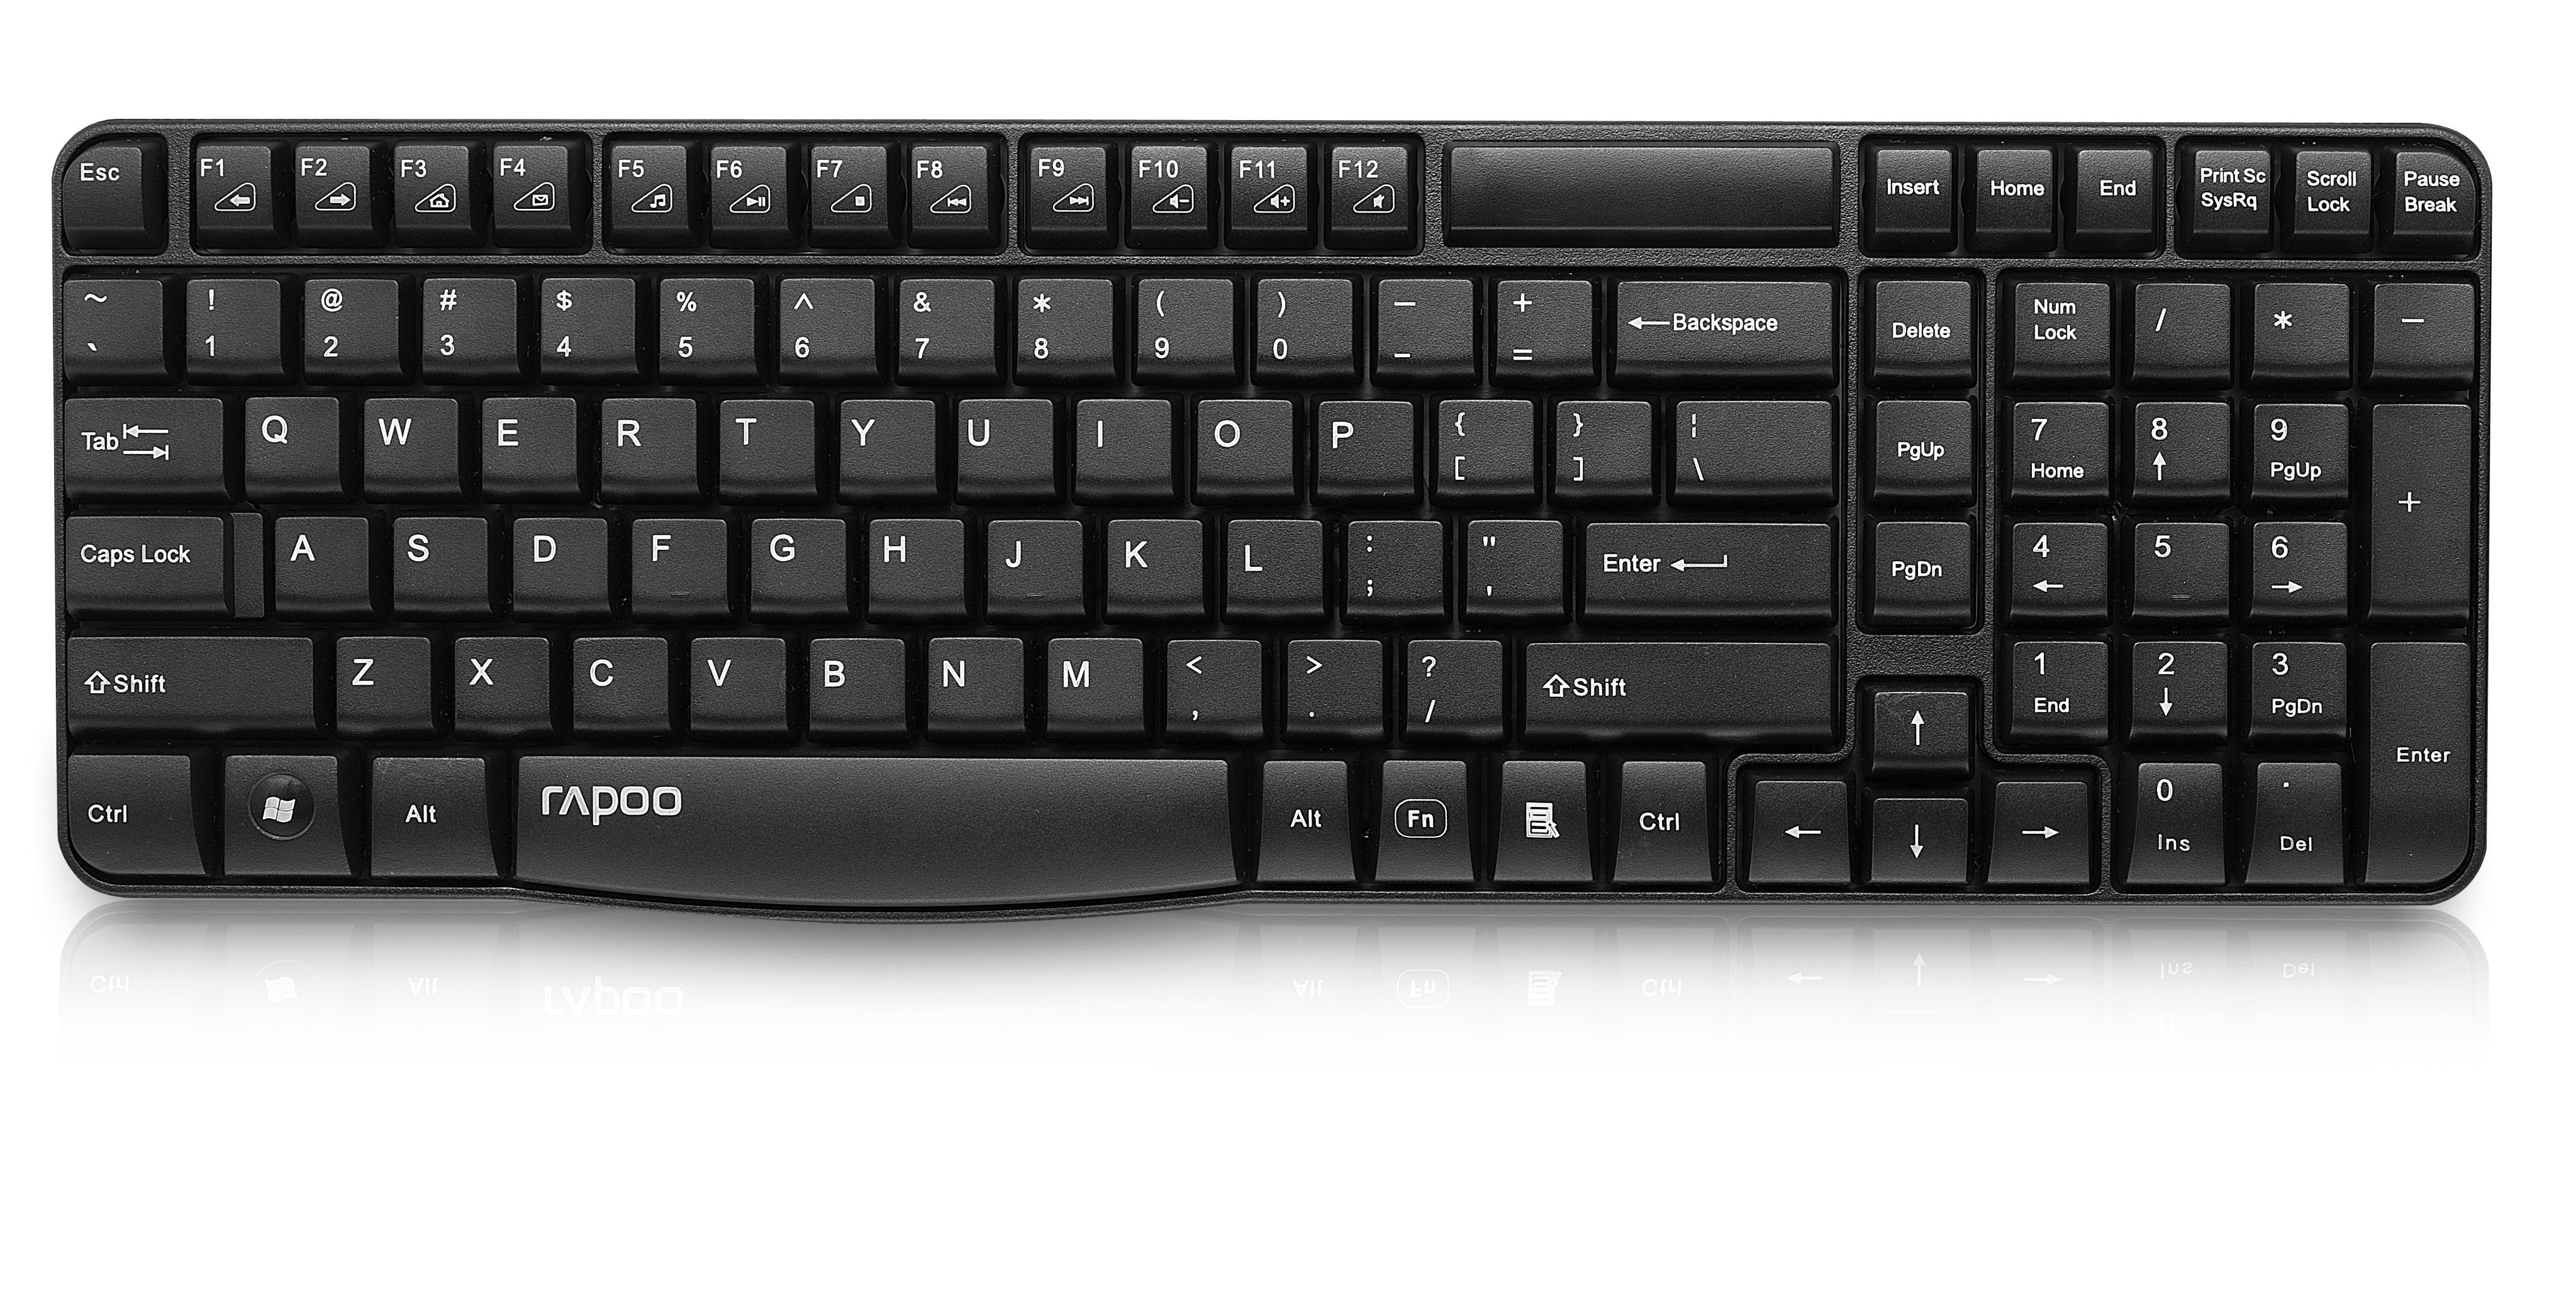 Esc F1 F2 F3 F4 F5 F6 F7 F8 F9 F10 F11 F12 Insert Home End Print Sc SysRq Scroll Lock Pause Break
~ ! @ # $ % ^ & * ( ) — +
` 1 2 3 4 5 6 7 8 9 0 – = Backspace Delete Num Lock / * —
Tab Q W E R T Y U I O P { } ¦ PgUp 7 8 9
[ ] \ Home ↑ PgUp +
Caps Lock A S D F G H J K L : " Enter PgDn 4 5 6
; ' ← _ →
Shift Z X C V B N M < > ? Shift ↑ 1 2 3
, . / End ↓ PgDn
Ctrl Alt rapoo Alt Fn Ctrl ← ↓ → 0 . Enter
Ins Del